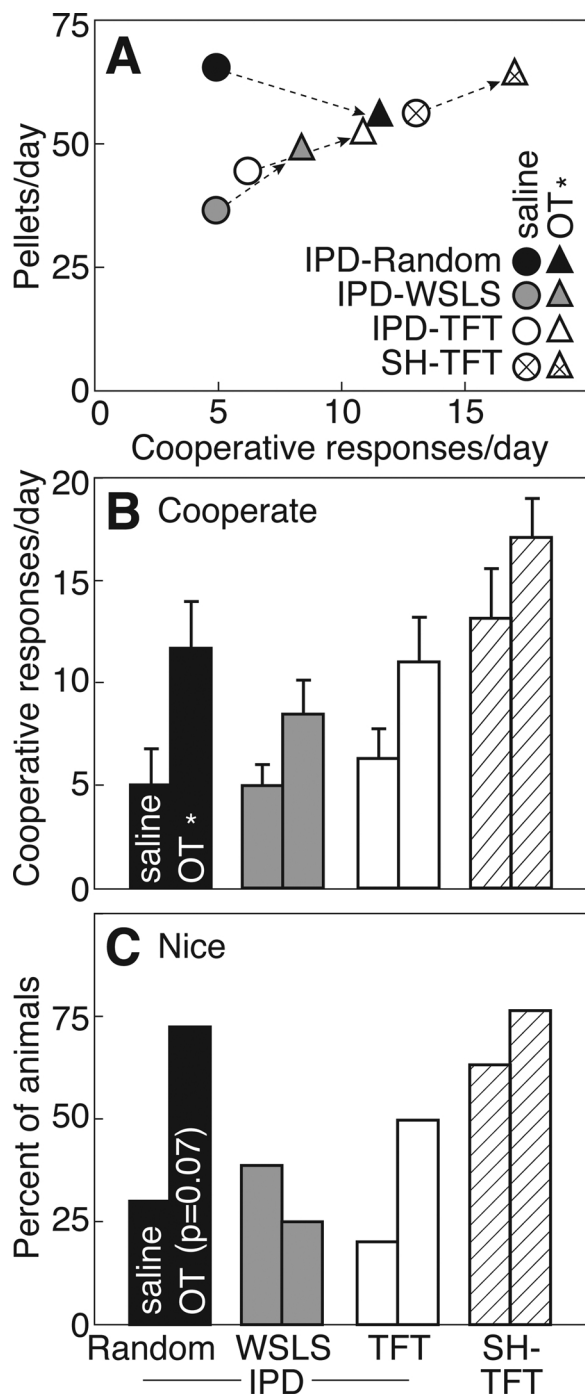 A
75
50
25
0
Pellets/day
saline
OT *
IPD-Random
IPD-WSLS
IPD-TFT
SH-TFT
0 5 10 15
Cooperative responses/day
B Cooperate
20
15
10
5
0
Cooperative responses/day
saline
OT *
C Nice
75
50
25
0
Percent of animals
saline
OT (p=0.07)
Random WSLS TFT SH-
TFT
IPD